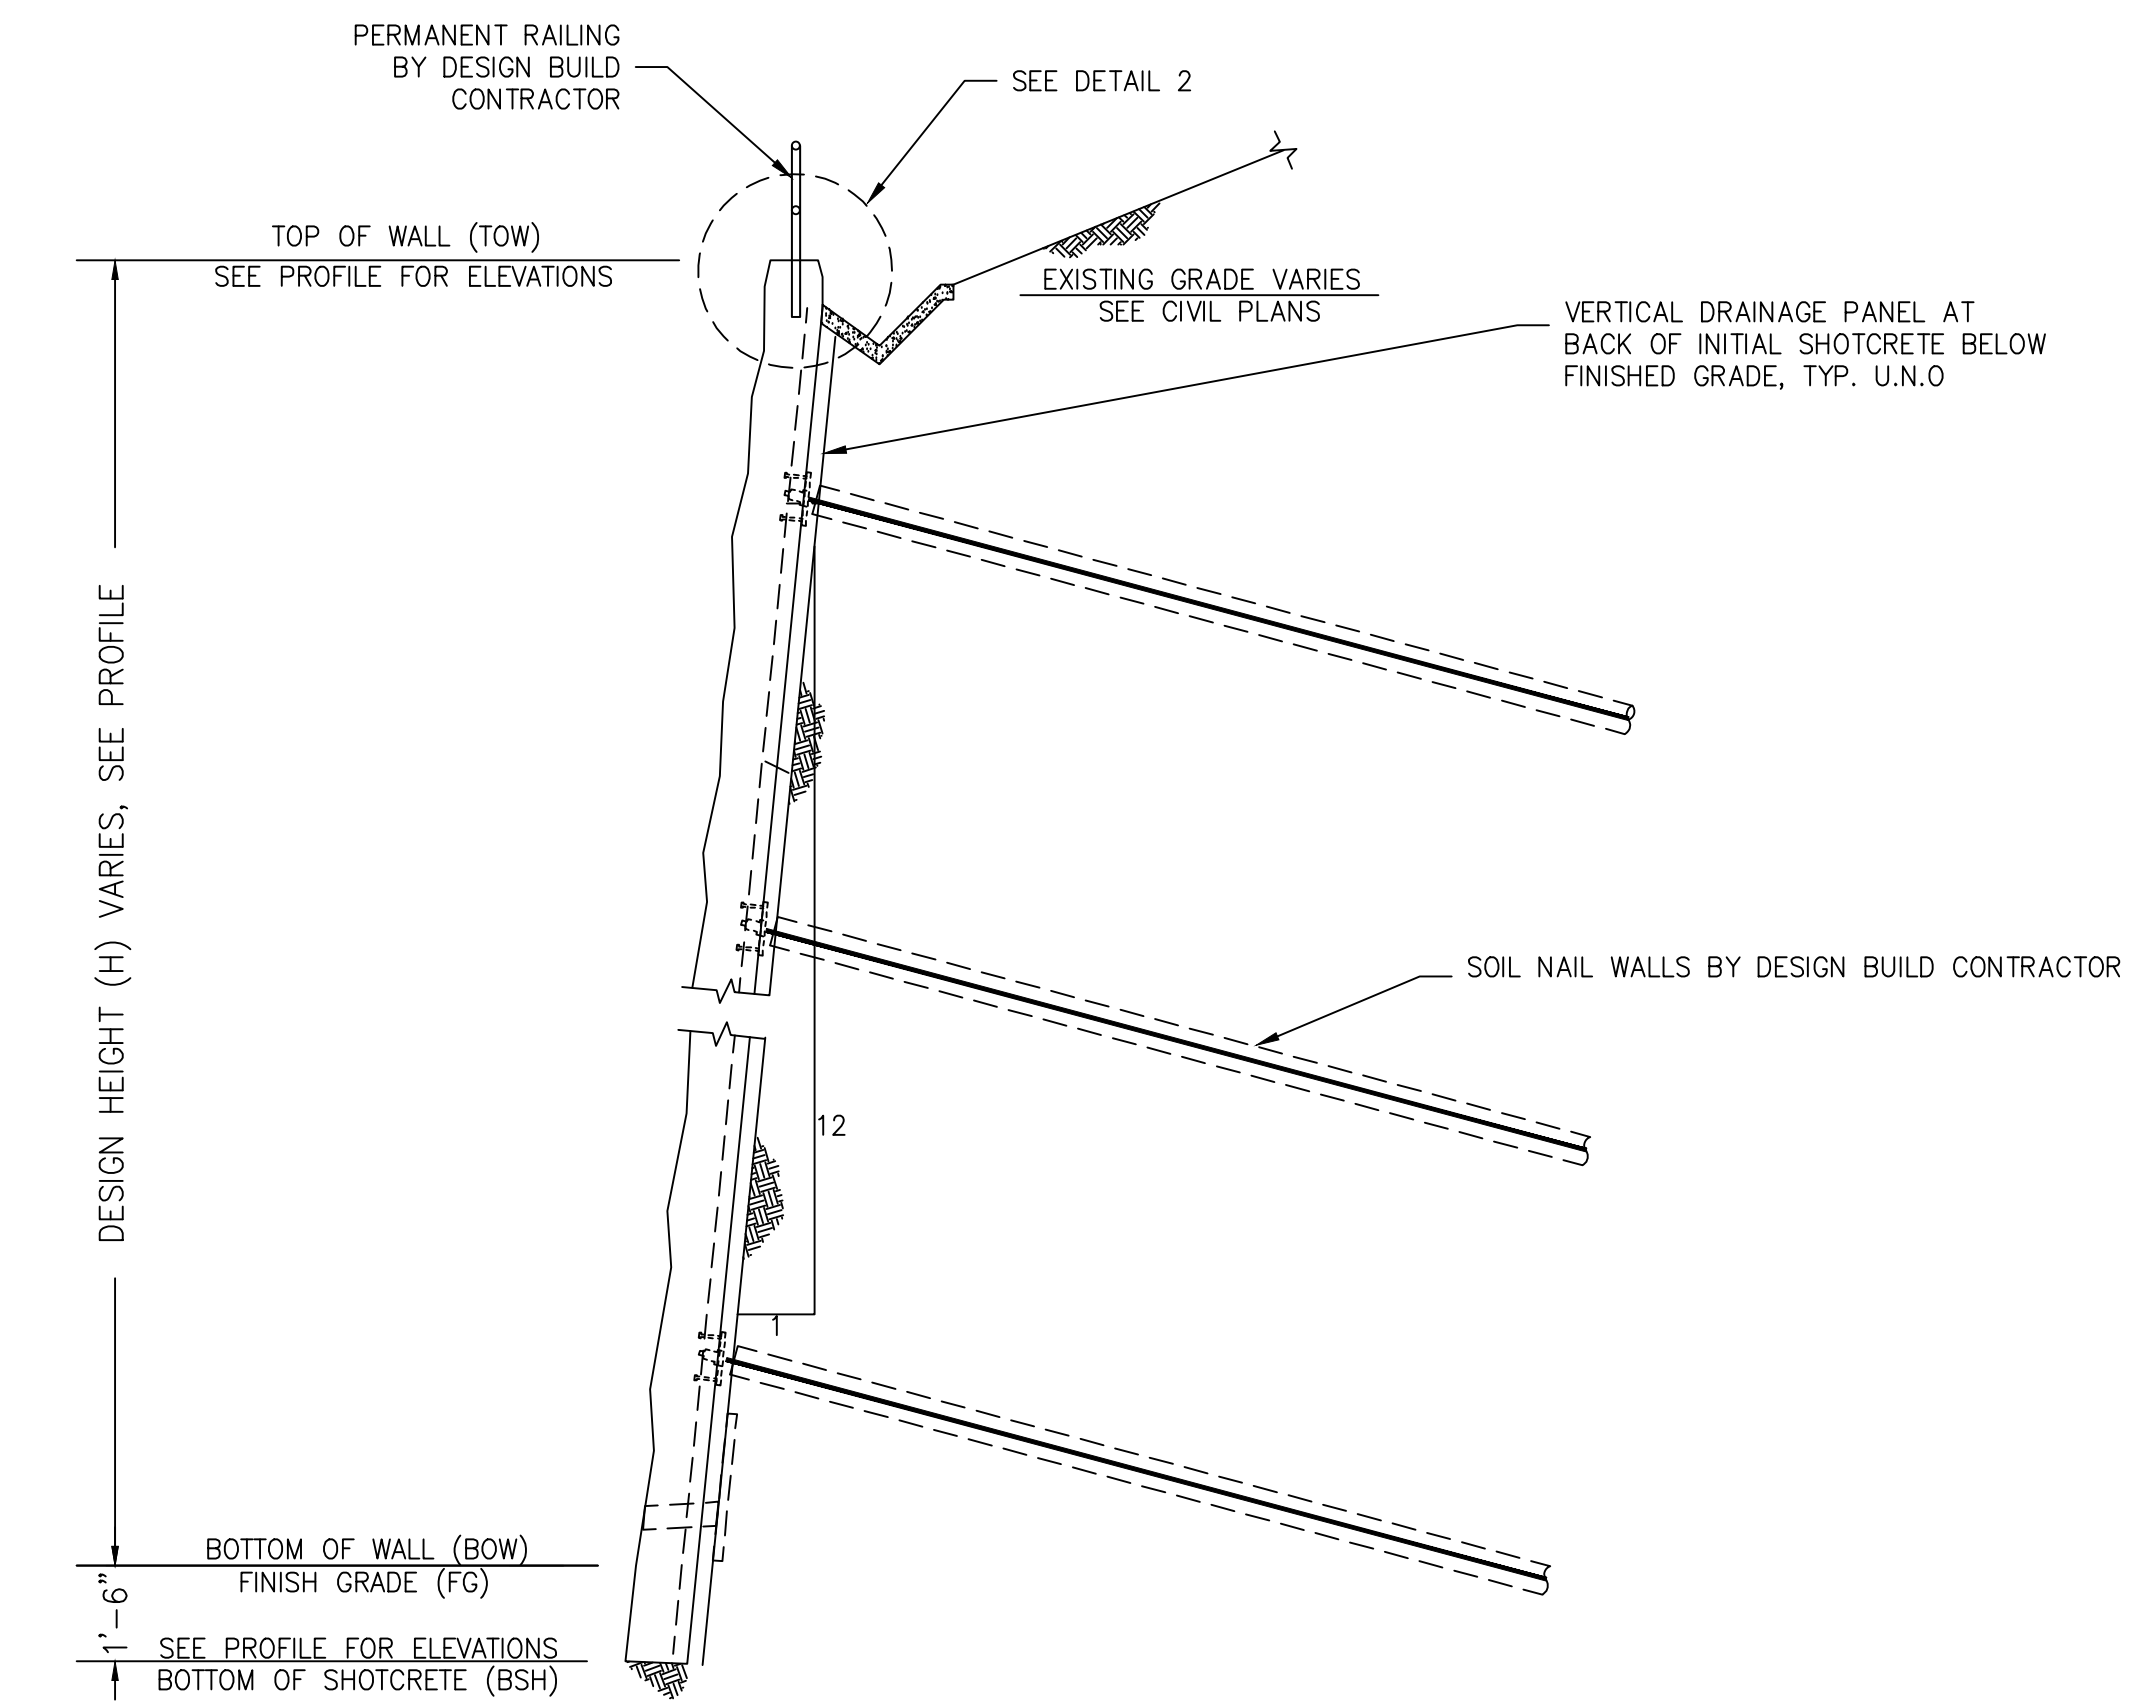 PERMANENT RAILING
BY DESIGN BUILD
CONTRACTOR
SEE DETAIL 2
TOP OF WALL (TOW)
SEE PROFILE FOR ELEVATIONS
EXISTING GRADE VARIES
SEE CIVIL PLANS
VERTICAL DRAINAGE PANEL AT
BACK OF INITIAL SHOTCRETE BELOW
FINISHED GRADE, TYP. U.N.O
DESIGN HEIGHT (H) VARIES, SEE PROFILE
SOIL NAIL WALLS BY DESIGN BUILD CONTRACTOR
12
1
BOTTOM OF WALL (BOW)
FINISH GRADE (FG)
1'-6"
SEE PROFILE FOR ELEVATIONS
BOTTOM OF SHOTCRETE (BSH)